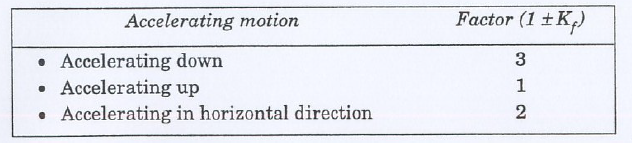 Accelerating motion Factor (1 ±K_f)
• Accelerating down 3
• Accelerating up 1
• Accelerating in horizontal direction 2